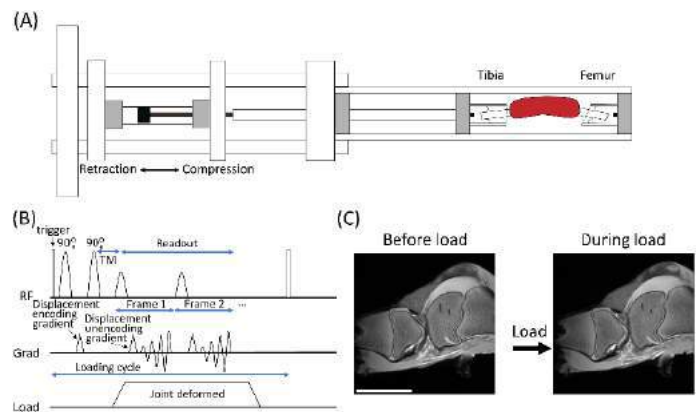 (A)
Tibia Femur
Retraction Compression
(B)
trigger
90°
90°
TM
Readout
RF
Frame 1 Frame 2 ...
Displacement
encoding
gradient
Displacement
unencoding
gradient
Grad
Loading cycle
Joint deformed
Load
(C)
Before load During load
Load